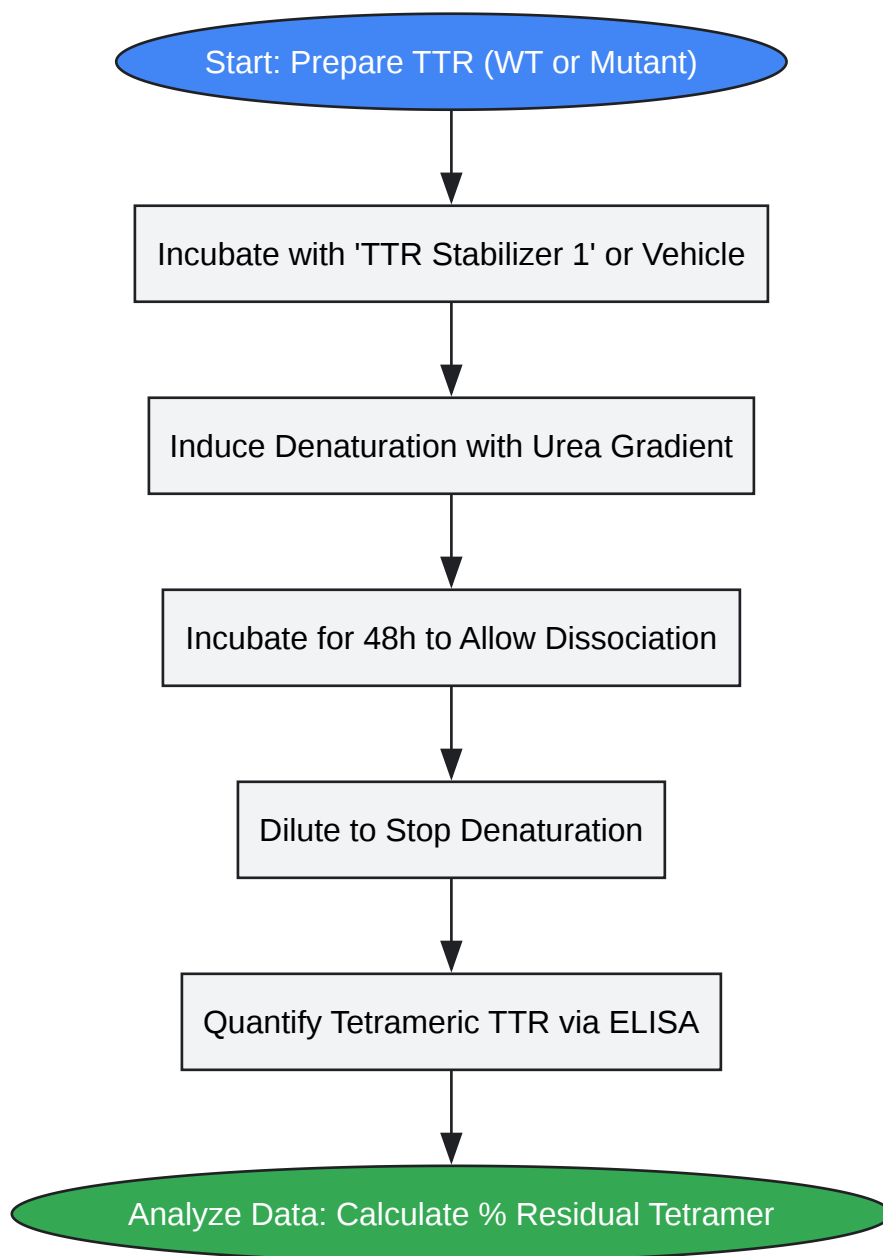 Start: Prepare TTR (WT or Mutant)
Incubate with 'TTR Stabilizer 1' or Vehicle
Induce Denaturation with Urea Gradient
Incubate for 48h to Allow Dissociation
Dilute to Stop Denaturation
Quantify Tetrameric TTR via ELISA
Analyze Data: Calculate % Residual Tetramer